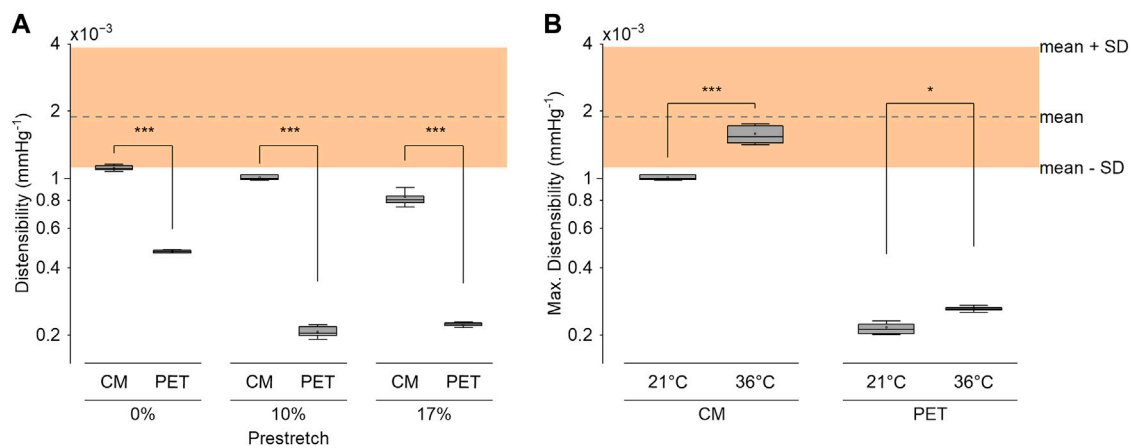 A
×10⁻³
Distensibility (mmHg⁻¹)
4
2
1
0.8
0.6
0.4
0.2
***
***
***
CM PET CM PET CM PET
0% 10% 17%
Prestretch
B
×10⁻³
Max. Distensibility (mmHg⁻¹)
4
2
1
0.8
0.6
0.4
0.2
***
*
mean + SD
mean
mean - SD
21°C 36°C 21°C 36°C
CM PET